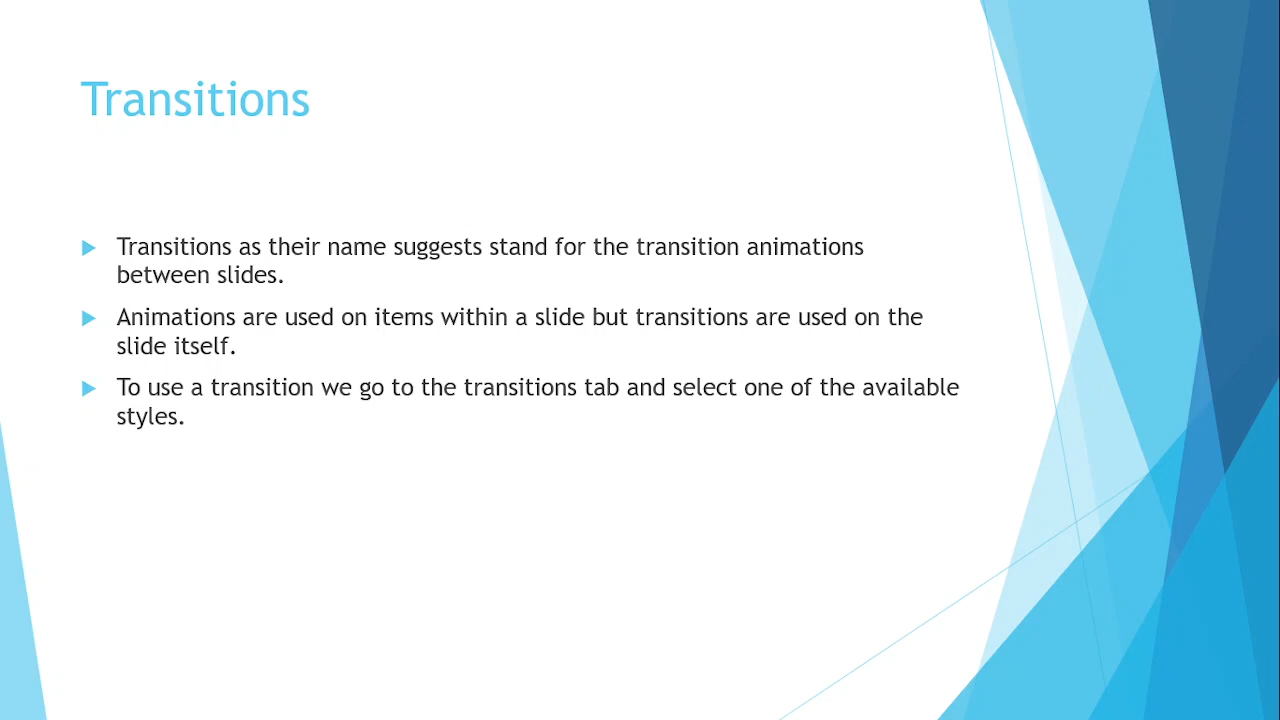 Transitions
Transitions as their name suggests stand for the transition animations
between slides.
Animations are used on items within a slide but transitions are used on the
slide itself.
To use a transition we go to the transitions tab and select one of the available
styles.